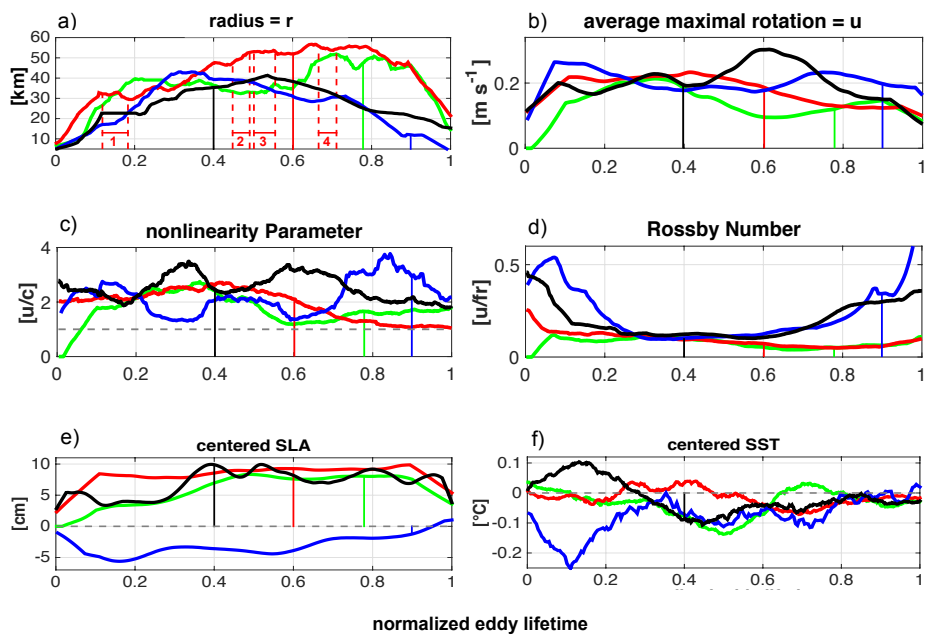 a) radius = r
[km]
60
50
40
30
20
10
1 2 3 4
0 0.2 0.4 0.6 0.8 1
b) average maximal rotation = u
[m s⁻¹]
0.2
0
0 0.2 0.4 0.6 0.8 1
c) nonlinearity Parameter
[u/c]
4
2
0
0 0.2 0.4 0.6 0.8 1
d) Rossby Number
[u/fr]
0.5
0
0 0.2 0.4 0.6 0.8 1
e) centered SLA
[cm]
10
5
0
-5
0 0.2 0.4 0.6 0.8 1
f) centered SST
[°C]
0.1
0
-0.1
-0.2
0 0.2 0.4 0.6 0.8 1
normalized eddy lifetime